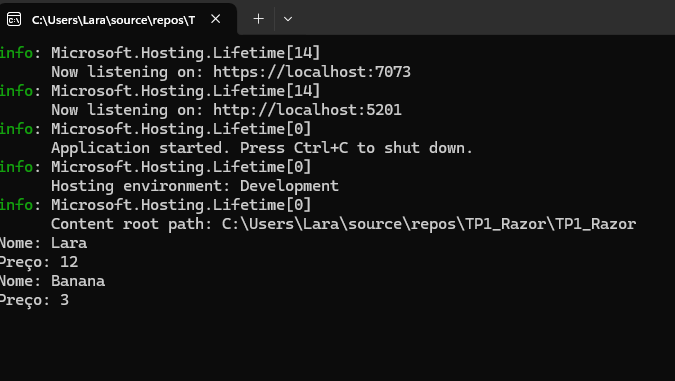 C:\Users\Lara\source\repos\T
info: Microsoft.Hosting.Lifetime[14]
Now listening on: https://localhost:7073
info: Microsoft.Hosting.Lifetime[14]
Now listening on: http://localhost:5201
info: Microsoft.Hosting.Lifetime[0]
Application started. Press Ctrl+C to shut down.
info: Microsoft.Hosting.Lifetime[0]
Hosting environment: Development
info: Microsoft.Hosting.Lifetime[0]
Content root path: C:\Users\Lara\source\repos\TP1_Razor\TP1_Razor
Nome: Lara
Preço: 12
Nome: Banana
Preço: 3